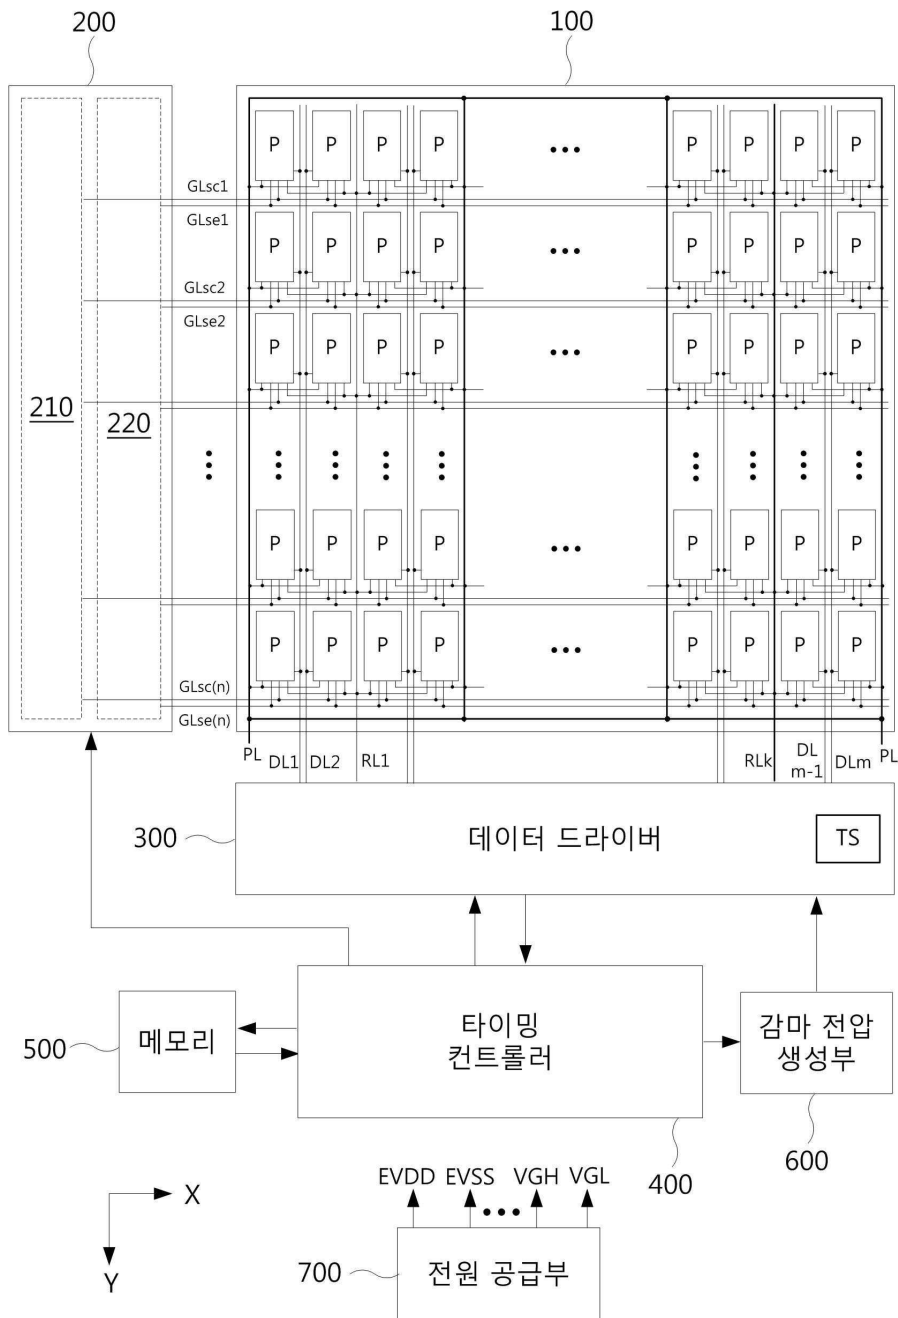 200
100
P P P P ••• P P P P
GLsc1
GLse1
P P P P ••• P P P P
GLsc2
GLse2
P P P P ••• P P P P
210
220
P P P P ••• P P P P
P P P P ••• P P P P
GLsc(n)
GLse(n)
PL DL1 DL2 RL1 RLk DL m-1 DLm PL
300
데이터 드라이버
TS
500
메모리
타이밍
컨트롤러
감마 전압
생성부
400
600
EVDD EVSS ••• VGH VGL
X
Y
700
전원 공급부